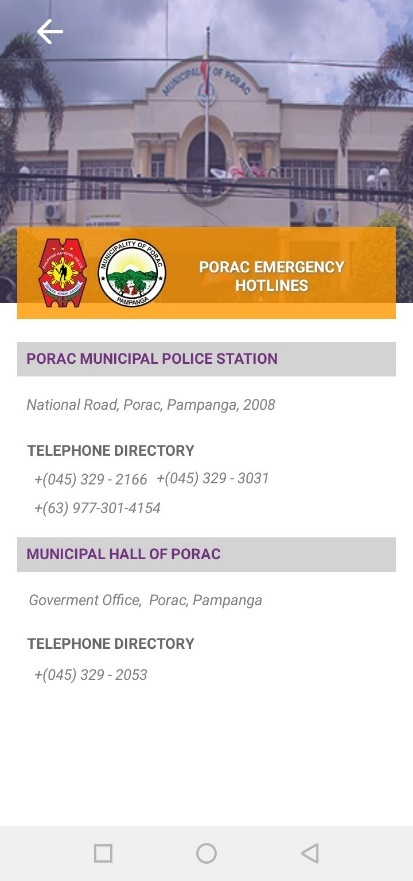 MUNICIPALITY OF PORAC
MUNICIPALITY OF PORAC
PAMPANGA
PORAC EMERGENCY
HOTLINES
PORAC MUNICIPAL POLICE STATION
National Road, Porac, Pampanga, 2008
TELEPHONE DIRECTORY
+(045) 329 - 2166 +(045) 329 - 3031
+(63) 977-301-4154
MUNICIPAL HALL OF PORAC
Goverment Office, Porac, Pampanga
TELEPHONE DIRECTORY
+(045) 329 - 2053